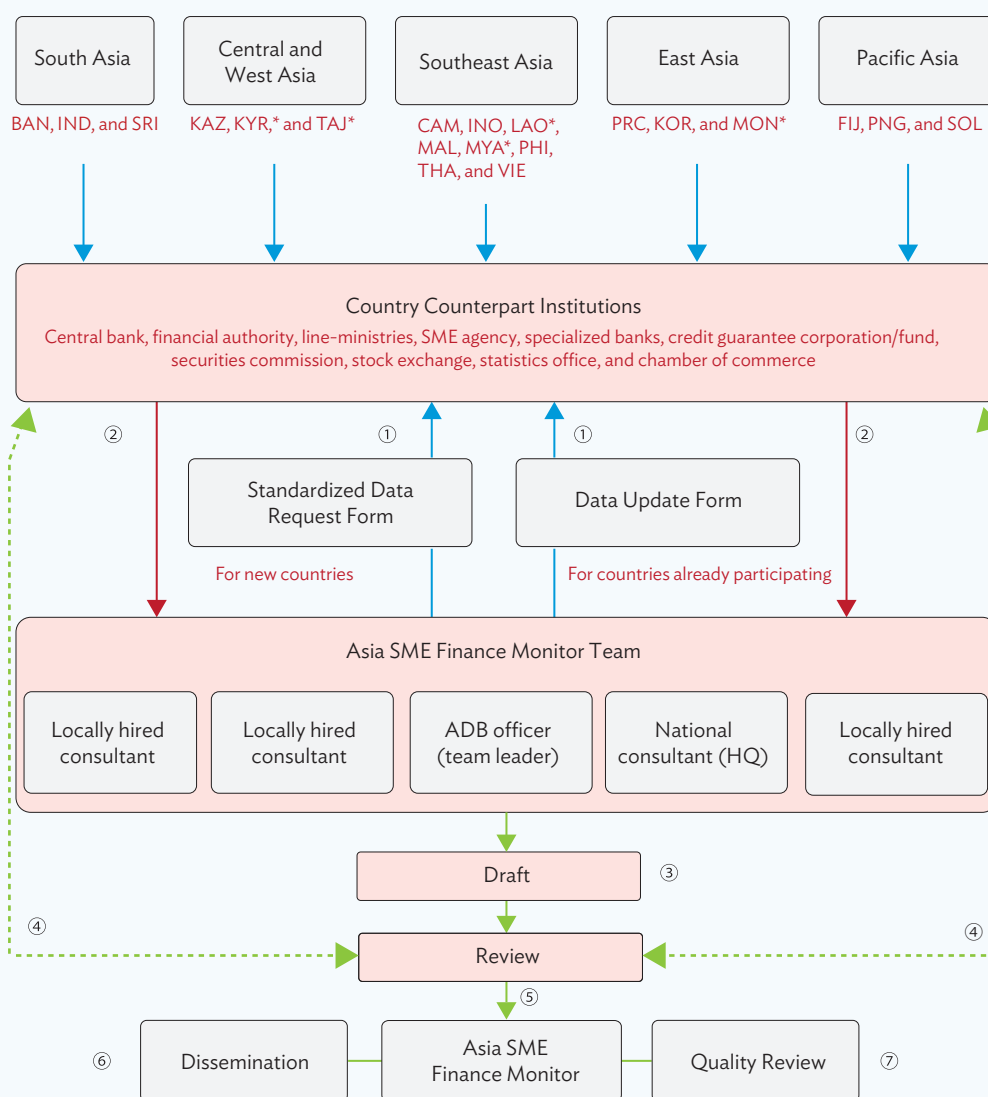 South Asia
Central and
West Asia
Southeast Asia
East Asia
Pacific Asia
BAN, IND, and SRI
KAZ, KYR,* and TAJ*
CAM, INO, LAO*,
MAL, MYA*, PHI,
THA, and VIE
PRC, KOR, and MON*
FIJ, PNG, and SOL
Country Counterpart Institutions
Central bank, financial authority, line-ministries, SME agency, specialized banks, credit guarantee corporation/fund,
securities commission, stock exchange, statistics office, and chamber of commerce
②
①
①
②
Standardized Data
Request Form
Data Update Form
For new countries
For countries already participating
Asia SME Finance Monitor Team
Locally hired
consultant
Locally hired
consultant
ADB officer
(team leader)
National
consultant (HQ)
Locally hired
consultant
Draft
③
④
④
Review
⑤
⑥
Dissemination
Asia SME
Finance Monitor
Quality Review
⑦